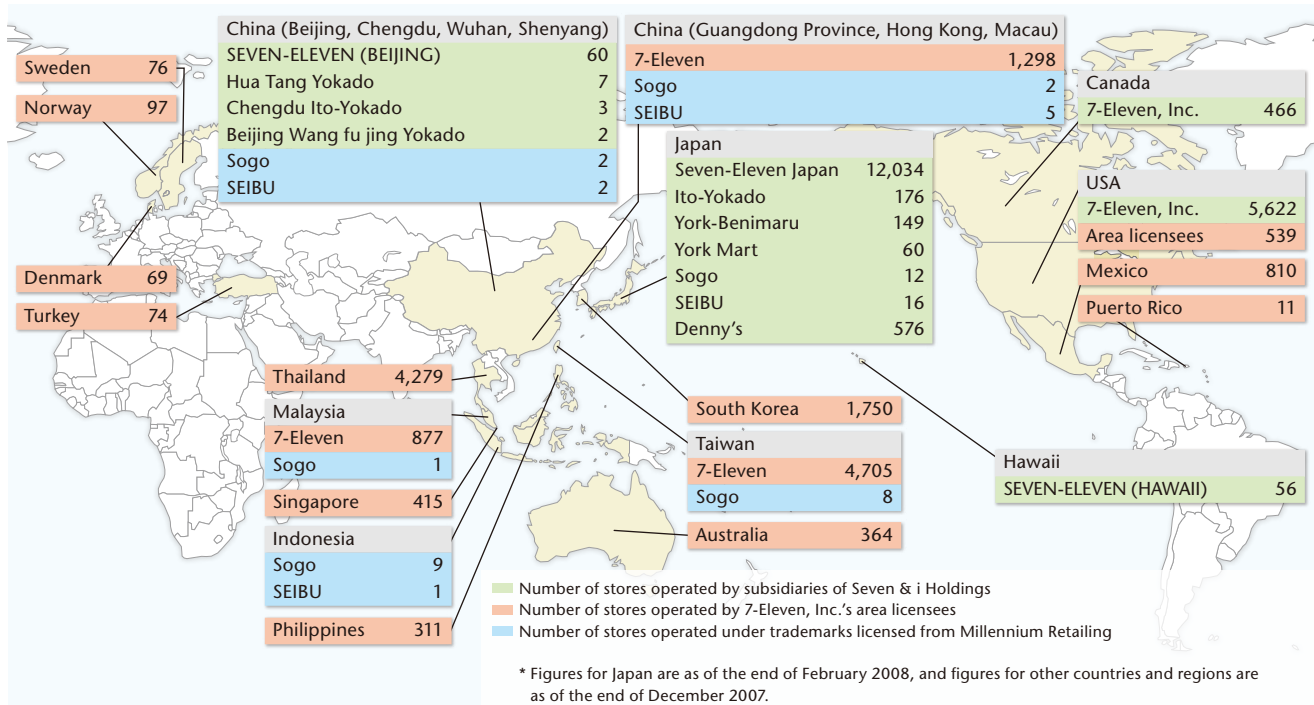 China (Beijing, Chengdu, Wuhan, Shenyang)
SEVEN-ELEVEN (BEIJING) 60
Hua Tang Yokado 7
Chengdu Ito-Yokado 3
Beijing Wang fu jing Yokado 2
Sogo 2
SEIBU 2
China (Guangdong Province, Hong Kong, Macau)
7-Eleven 1,298
Sogo 2
SEIBU 5
Sweden 76
Norway 97
Canada
7-Eleven, Inc. 466
Japan
Seven-Eleven Japan 12,034
Ito-Yokado 176
York-Benimaru 149
York Mart 60
Sogo 12
SEIBU 16
Denny's 576
USA
7-Eleven, Inc. 5,622
Area licensees 539
Mexico 810
Puerto Rico 11
Denmark 69
Turkey 74
Thailand 4,279
Malaysia
7-Eleven 877
Sogo 1
Singapore 415
Indonesia
Sogo 9
SEIBU 1
Philippines 311
South Korea 1,750
Taiwan
7-Eleven 4,705
Sogo 8
Australia 364
Hawaii
SEVEN-ELEVEN (HAWAII) 56
Number of stores operated by subsidiaries of Seven & i Holdings
Number of stores operated by 7-Eleven, Inc.'s area licensees
Number of stores operated under trademarks licensed from Millennium Retailing
* Figures for Japan are as of the end of February 2008, and figures for other countries and regions are
as of the end of December 2007.